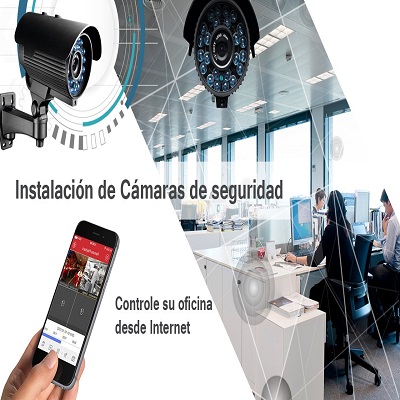 Instalación de Cámaras de seguridad
Controle su oficina
desde Internet